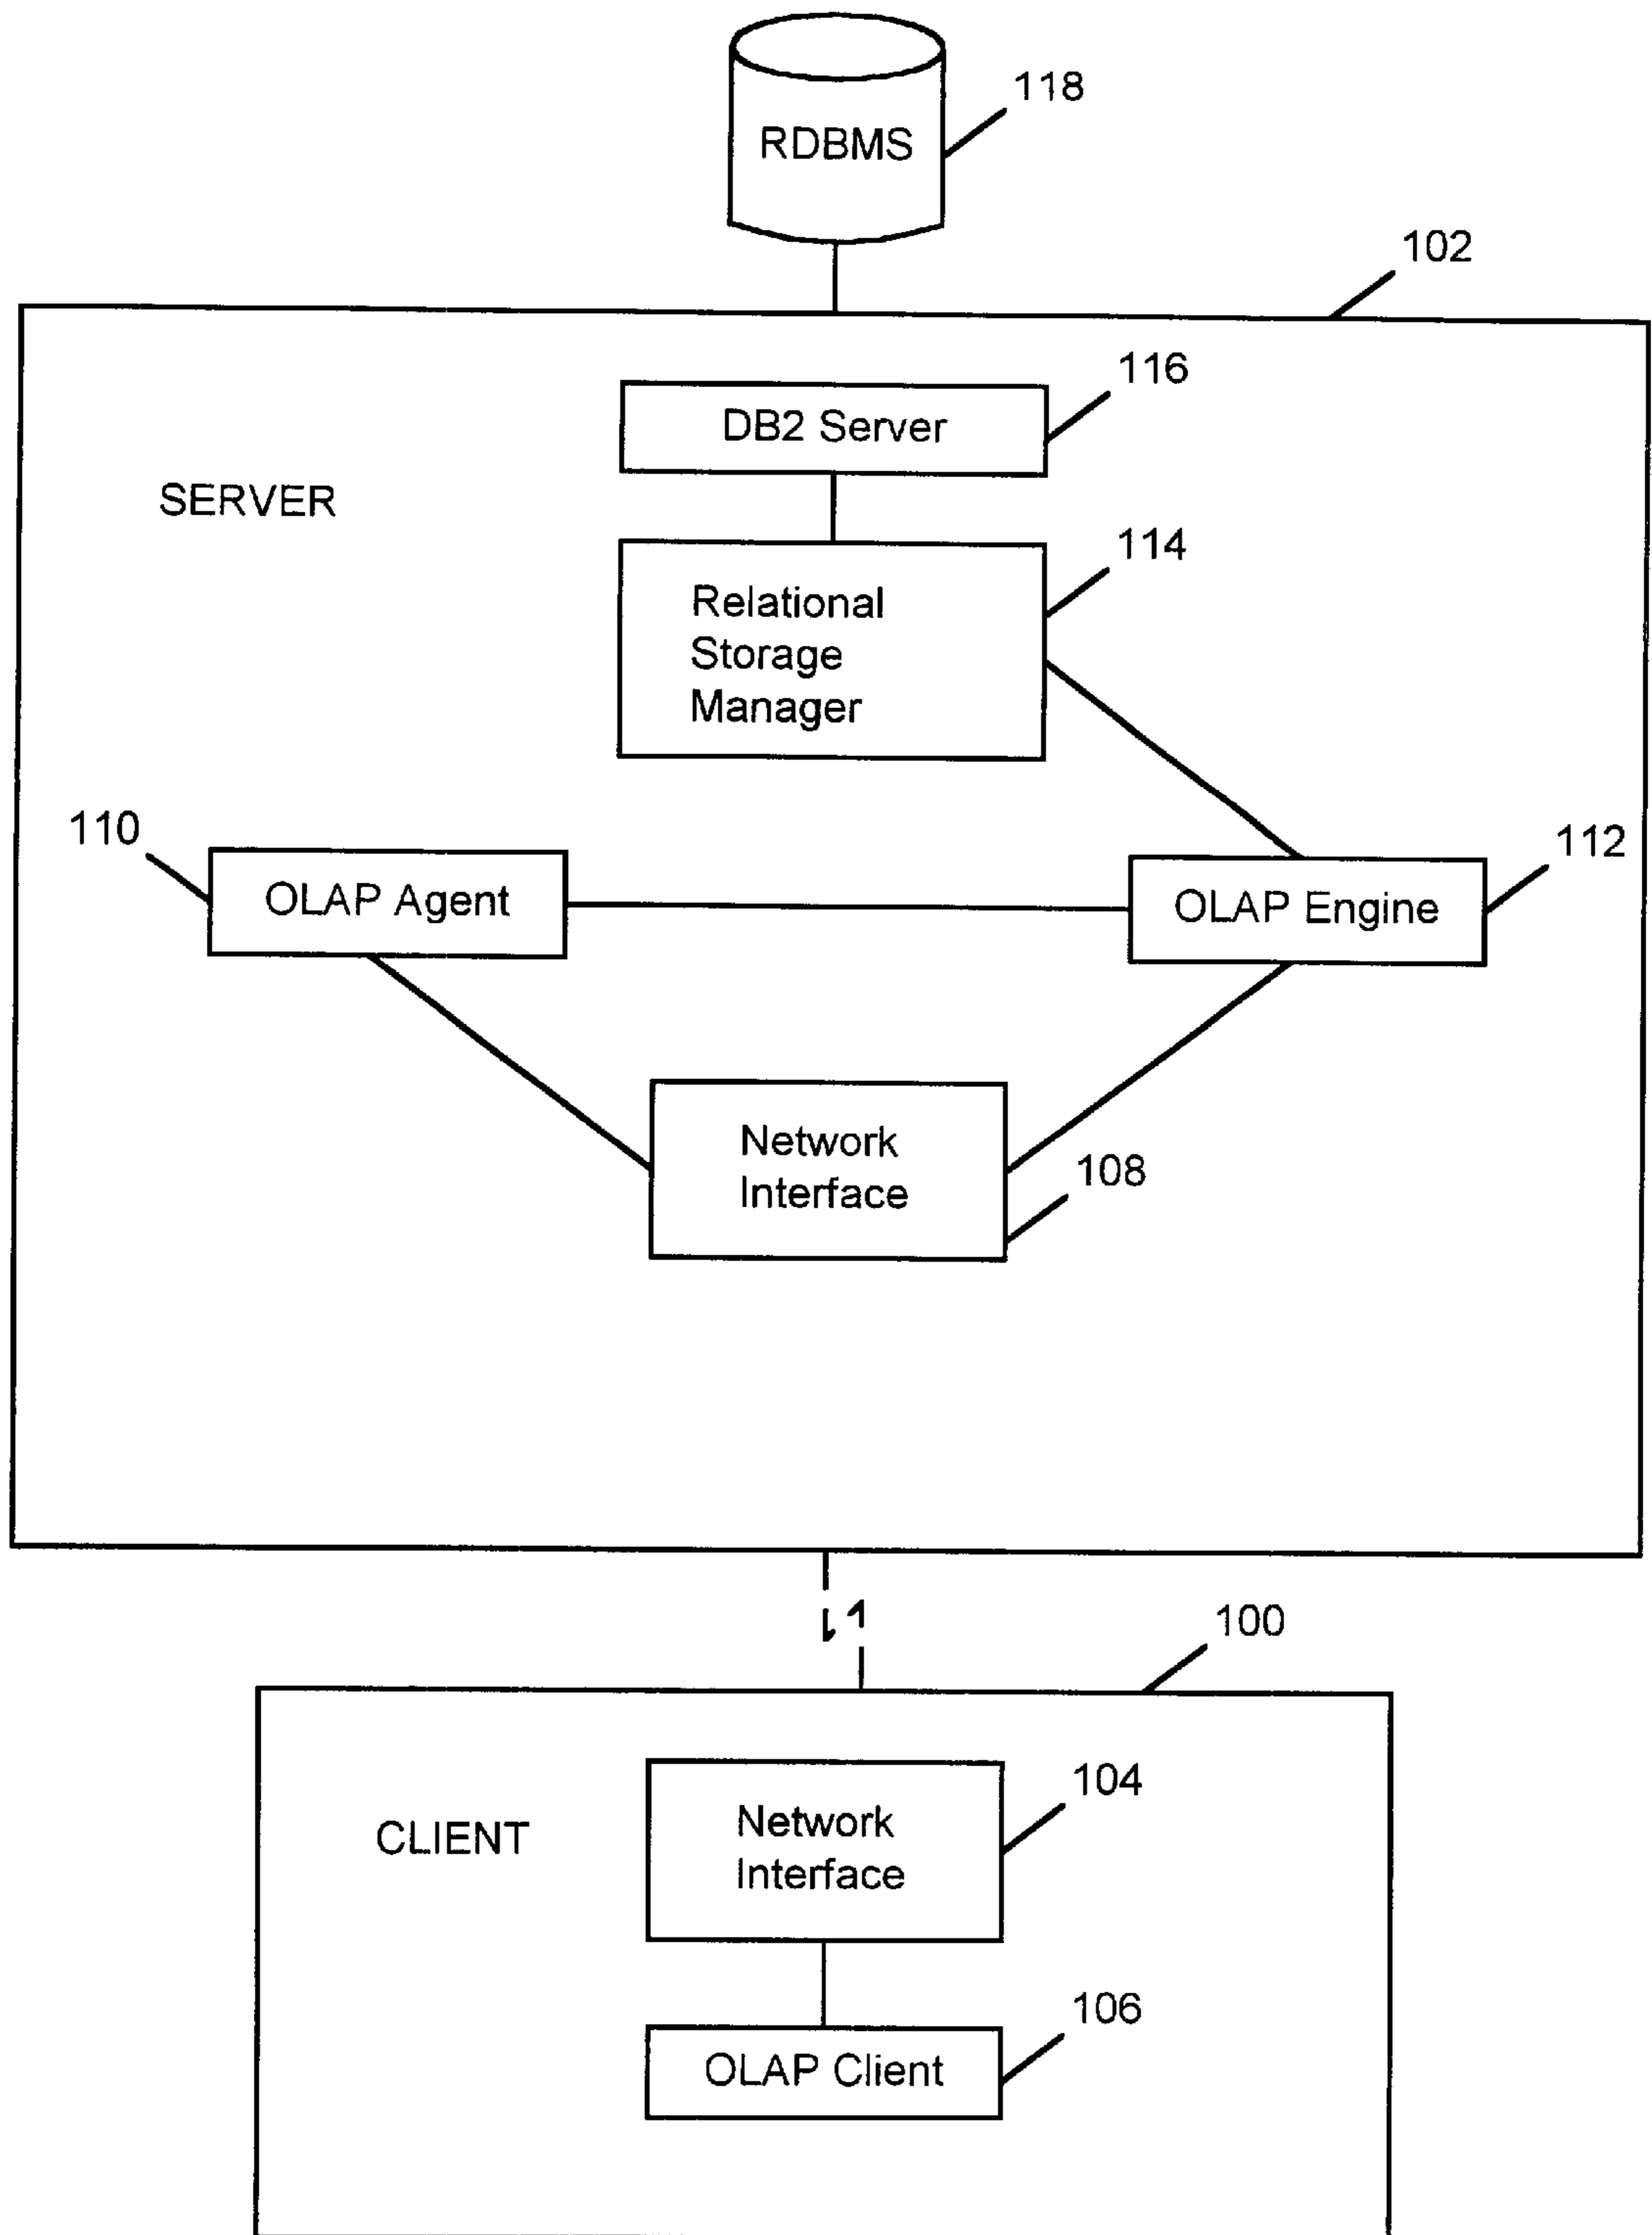 118
RDBMS
102
116
DB2 Server
SERVER
114
Relational
Storage
Manager
110
112
OLAP Agent
OLAP Engine
Network
Interface
108
100
104
CLIENT
Network
Interface
106
OLAP Client